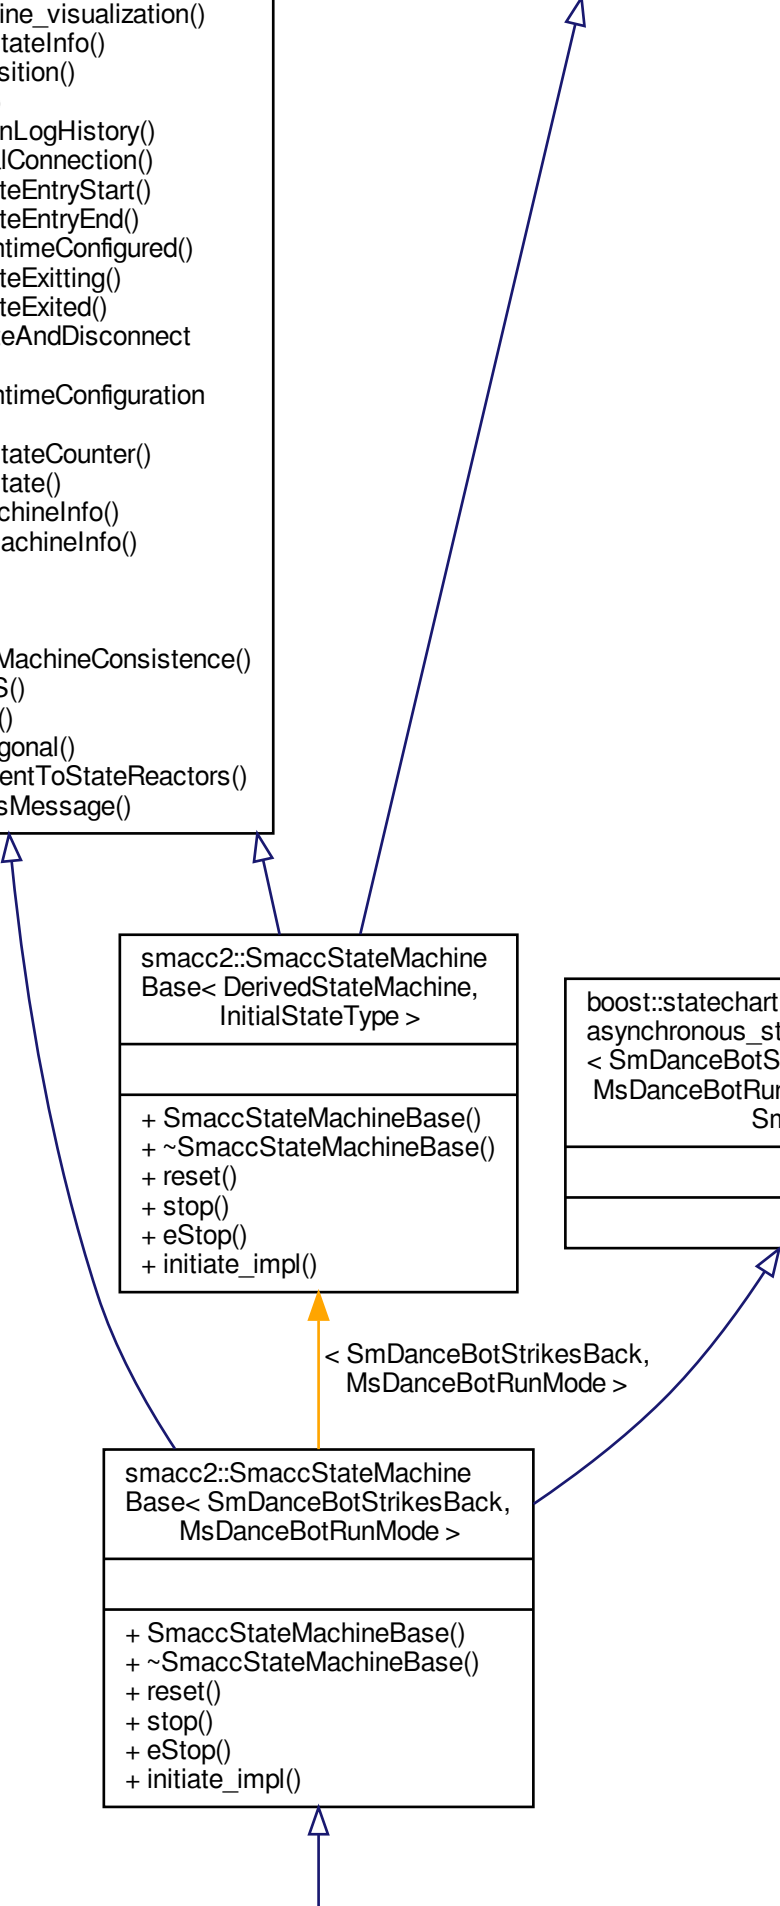 ine_visualization()
tateInfo()
sition()
)
nLogHistory()
lConnection()
teEntryStart()
teEntryEnd()
ntimeConfigured()
teExitting()
teExited()
teAndDisconnect
ntimeConfiguration
tateCounter()
tate()
chineInfo()
achineInfo()
MachineConsistence()
S()
()
gonal()
entToStateReactors()
sMessage()
smacc2::SmaccStateMachine
Base< DerivedStateMachine,
InitialStateType >
+ SmaccStateMachineBase()
+ ~SmaccStateMachineBase()
+ reset()
+ stop()
+ eStop()
+ initiate_impl()
boost::statechart
asynchronous_st
< SmDanceBotS
MsDanceBotRun
Sm
< SmDanceBotStrikesBack,
MsDanceBotRunMode >
smacc2::SmaccStateMachine
Base< SmDanceBotStrikesBack,
MsDanceBotRunMode >
+ SmaccStateMachineBase()
+ ~SmaccStateMachineBase()
+ reset()
+ stop()
+ eStop()
+ initiate_impl()